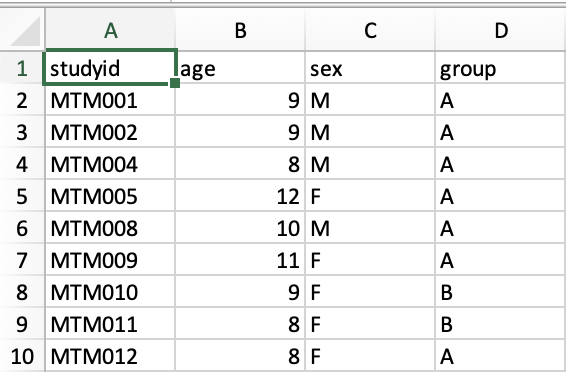 A B C D
1 studyid age sex group
2 MTM001 9 M A
3 MTM002 9 M A
4 MTM004 8 M A
5 MTM005 12 F A
6 MTM008 10 M A
7 MTM009 11 F A
8 MTM010 9 F B
9 MTM011 8 F B
10 MTM012 8 F A